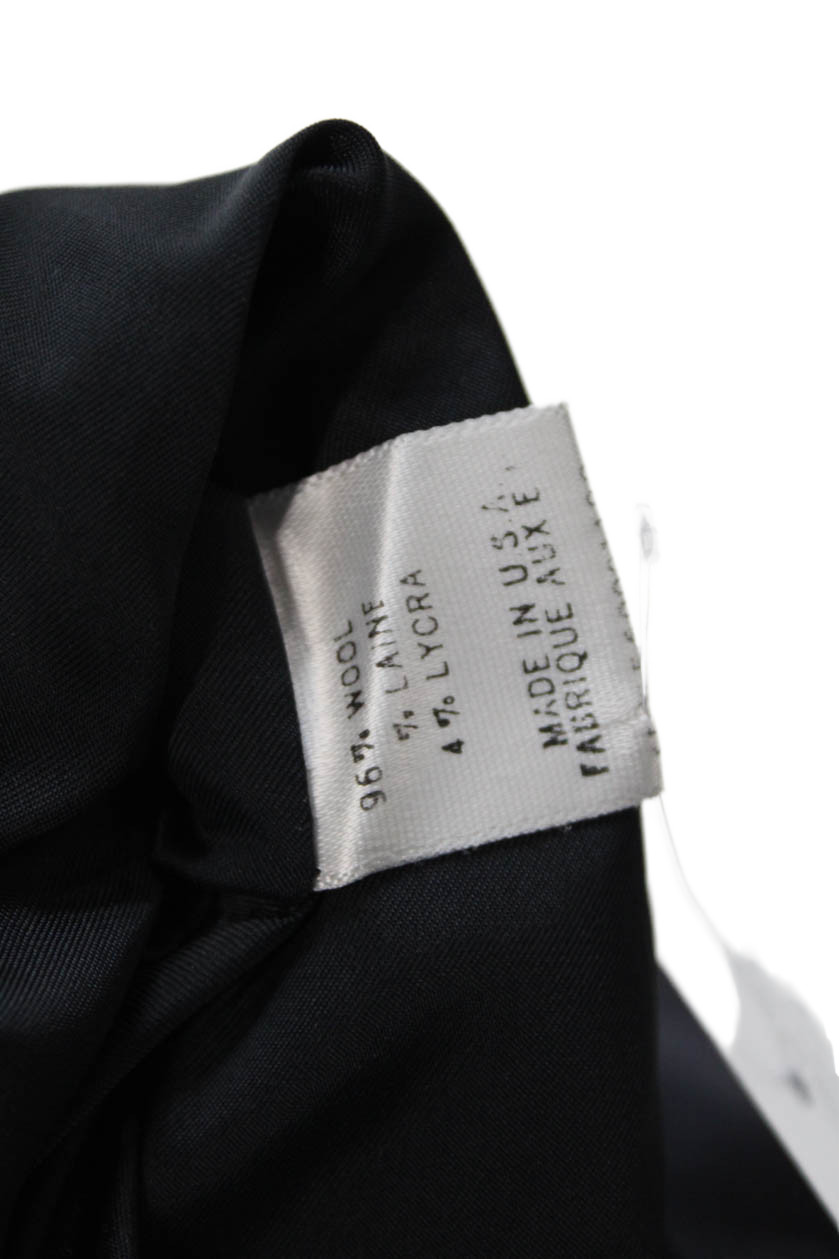 96% WOOL
% LAINE
4% LYCRA
MADE IN U.S.A.
FABRIQUE AUX E